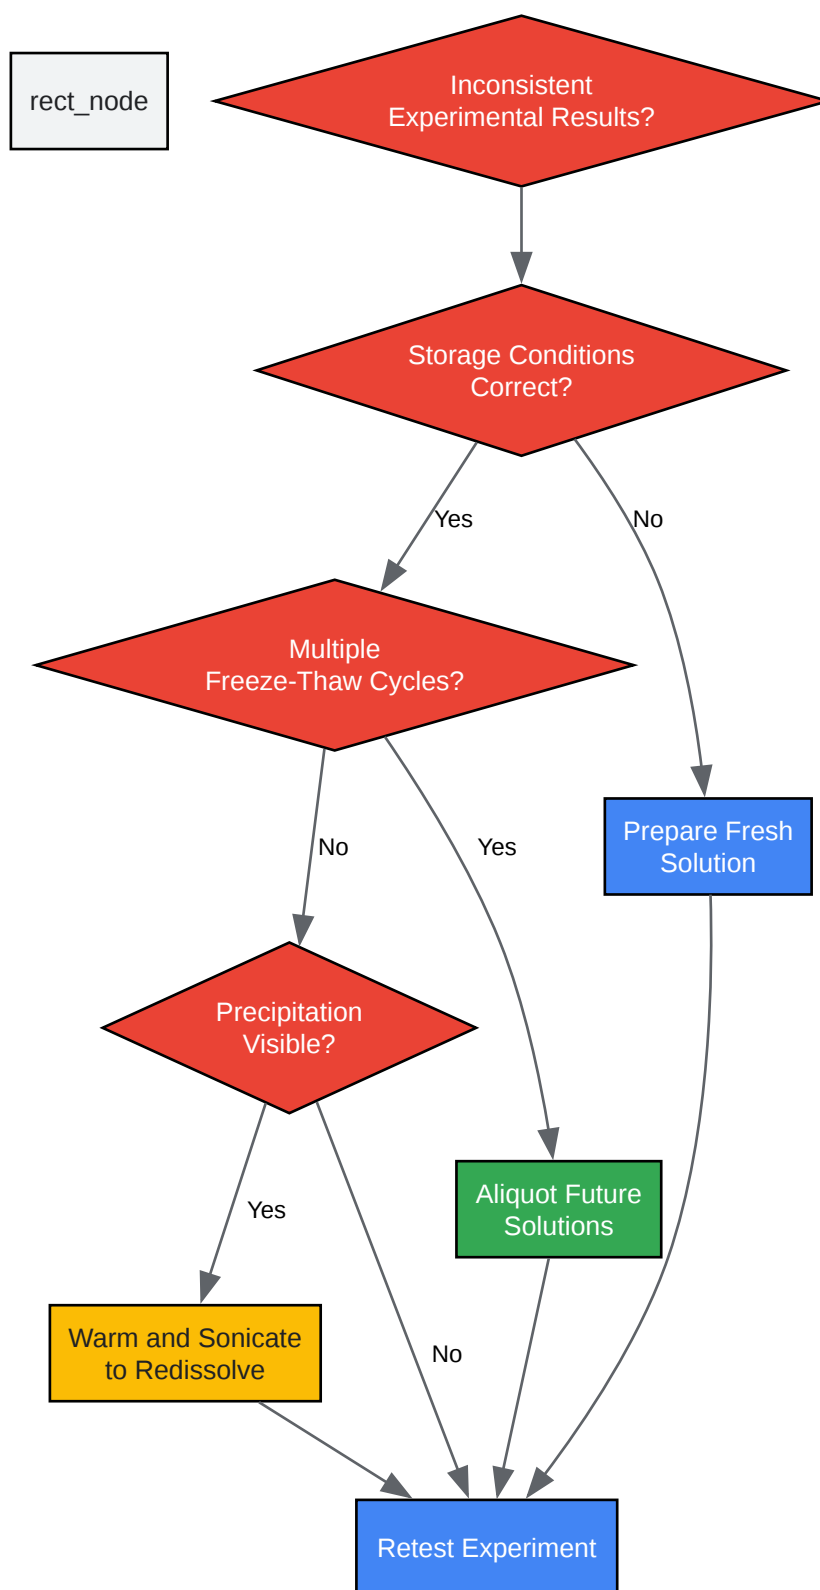 rect_node
Inconsistent
Experimental Results?
Storage Conditions
Correct?
Yes
No
Multiple
Freeze-Thaw Cycles?
No
Yes
Prepare Fresh
Solution
Precipitation
Visible?
Yes
Aliquot Future
Solutions
Warm and Sonicate
to Redissolve
No
Retest Experiment